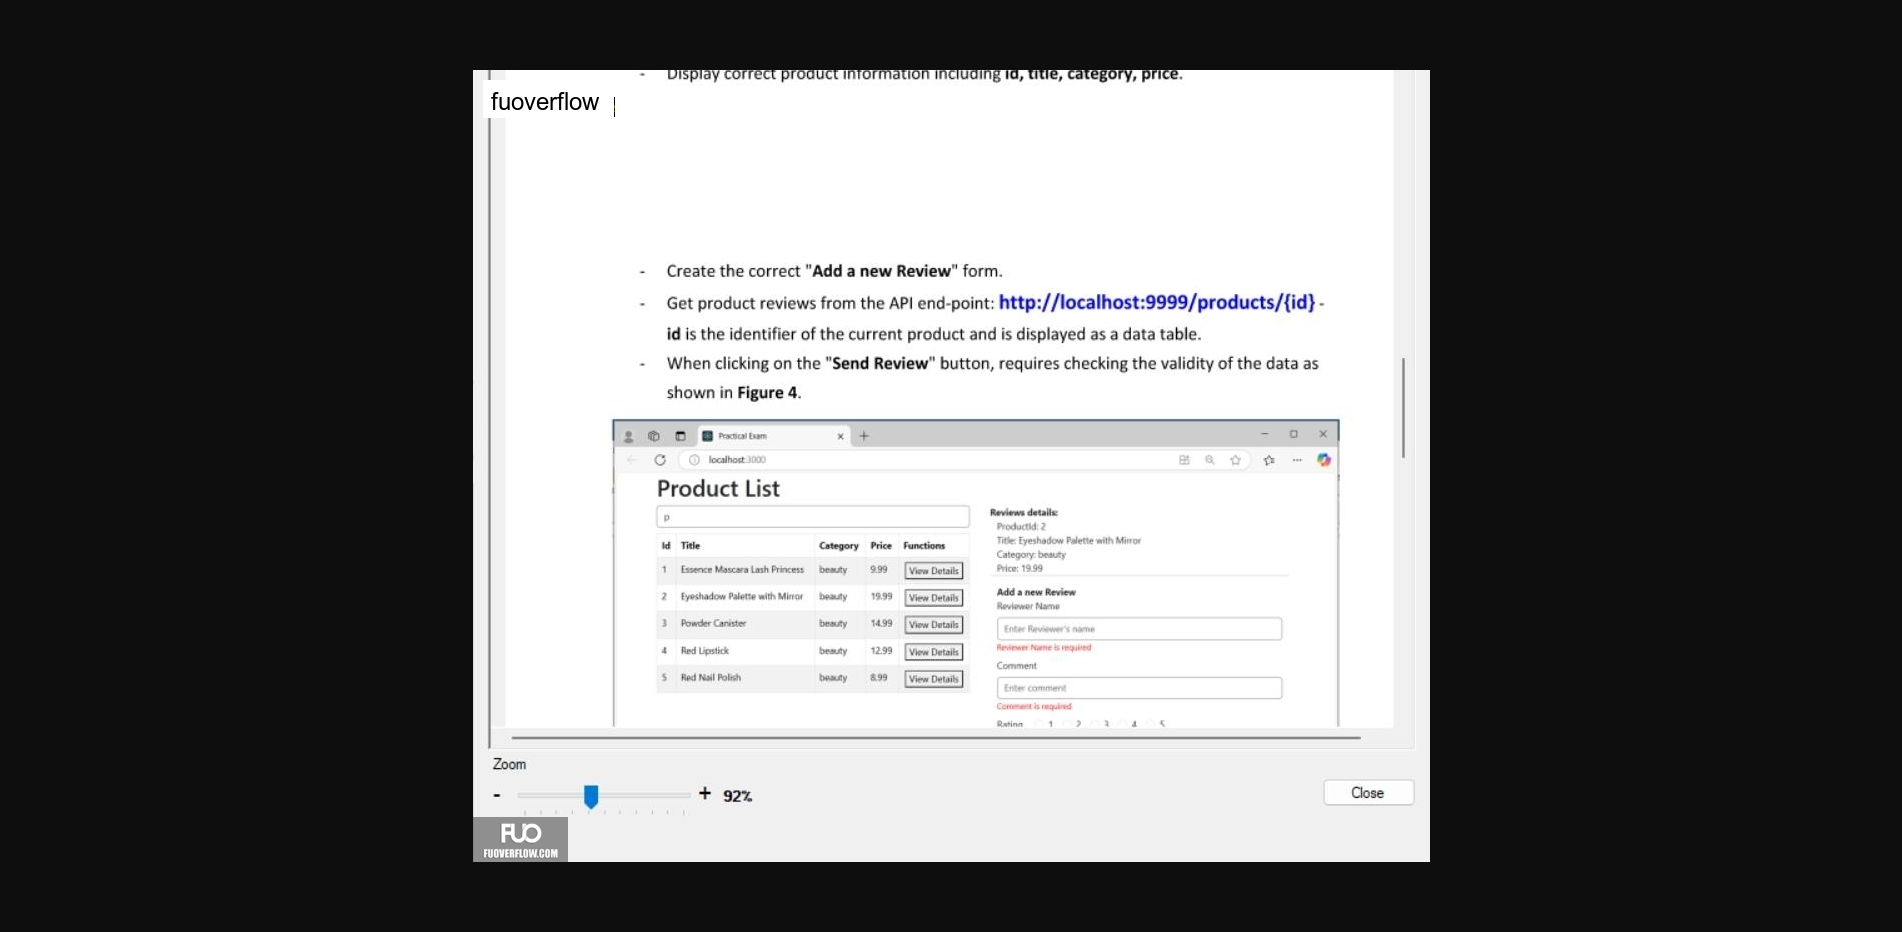 - Display correct product information including id, title, category, price.
fuoverflow
- Create the correct "Add a new Review" form.
- Get product reviews from the API end-point: http://localhost:9999/products/{id} -
id is the identifier of the current product and is displayed as a data table.
- When clicking on the "Send Review" button, requires checking the validity of the data as
shown in Figure 4.
Practical Exam
localhost:3000
Product List
p
Id Title Category Price Functions
1 Essence Mascara Lash Princess beauty 9.99 View Details
2 Eyeshadow Palette with Mirror beauty 19.99 View Details
3 Powder Canister beauty 14.99 View Details
4 Red Lipstick beauty 12.99 View Details
5 Red Nail Polish beauty 8.99 View Details
Reviews details:
ProductId: 2
Title: Eyeshadow Palette with Mirror
Category: beauty
Price: 19.99
Add a new Review
Reviewer Name
Enter Reviewer's name
Reviewer Name is required
Comment
Enter comment
Comment is required
Rating 1 2 3 4 5
Zoom
- + 92%
Close
FUO
FUOVERFLOW.COM